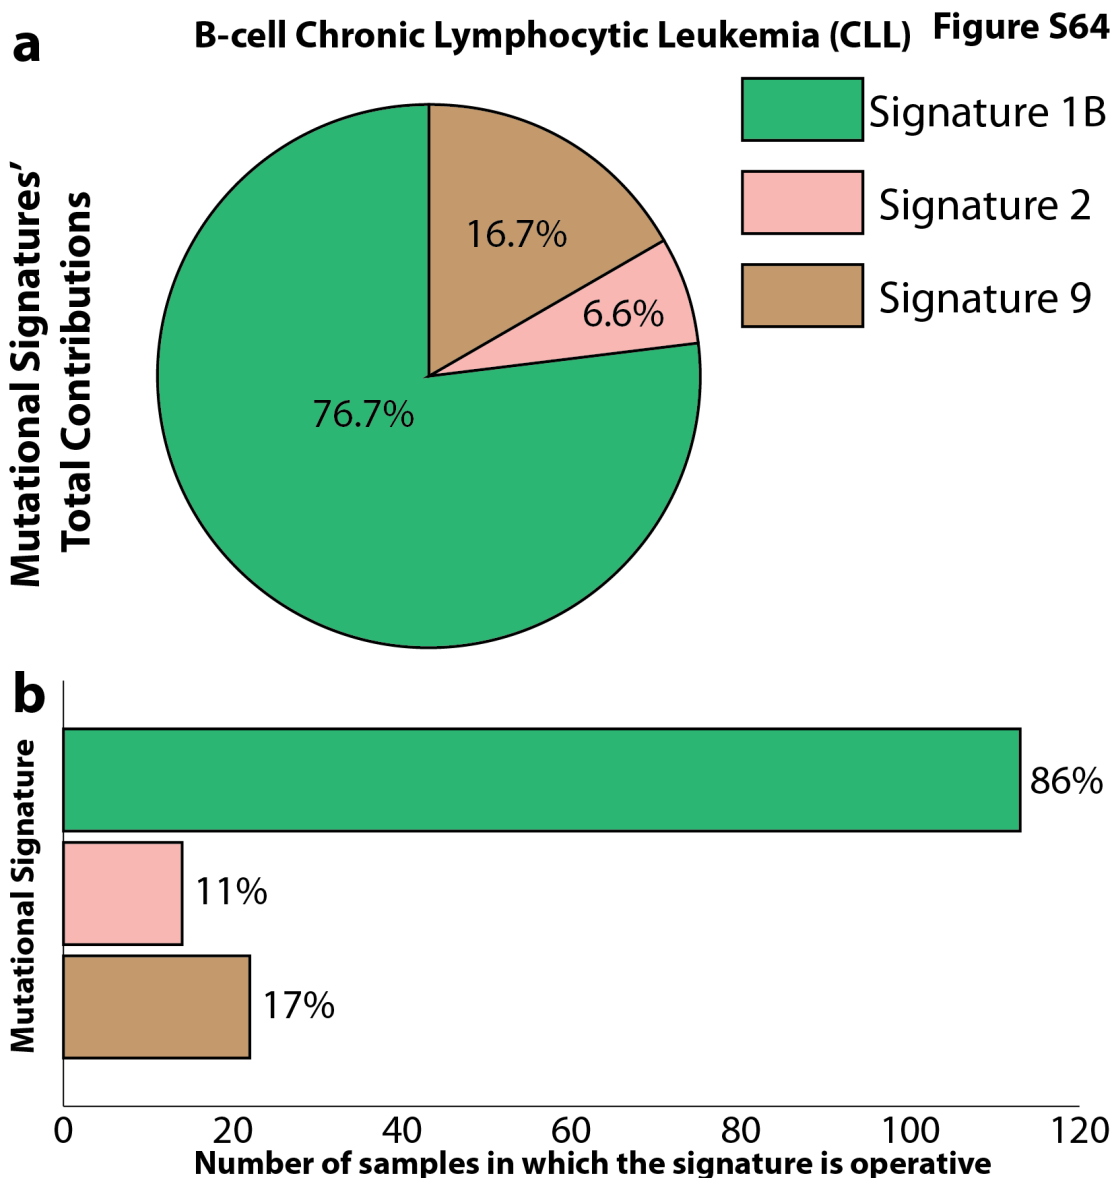 a
B-cell Chronic Lymphocytic Leukemia (CLL)
Figure S64
Mutational Signatures’
Total Contributions
16.7%
6.6%
76.7%
Signature 1B
Signature 2
Signature 9
b
Mutational Signature
86%
11%
17%
0 20 40 60 80 100 120
Number of samples in which the signature is operative